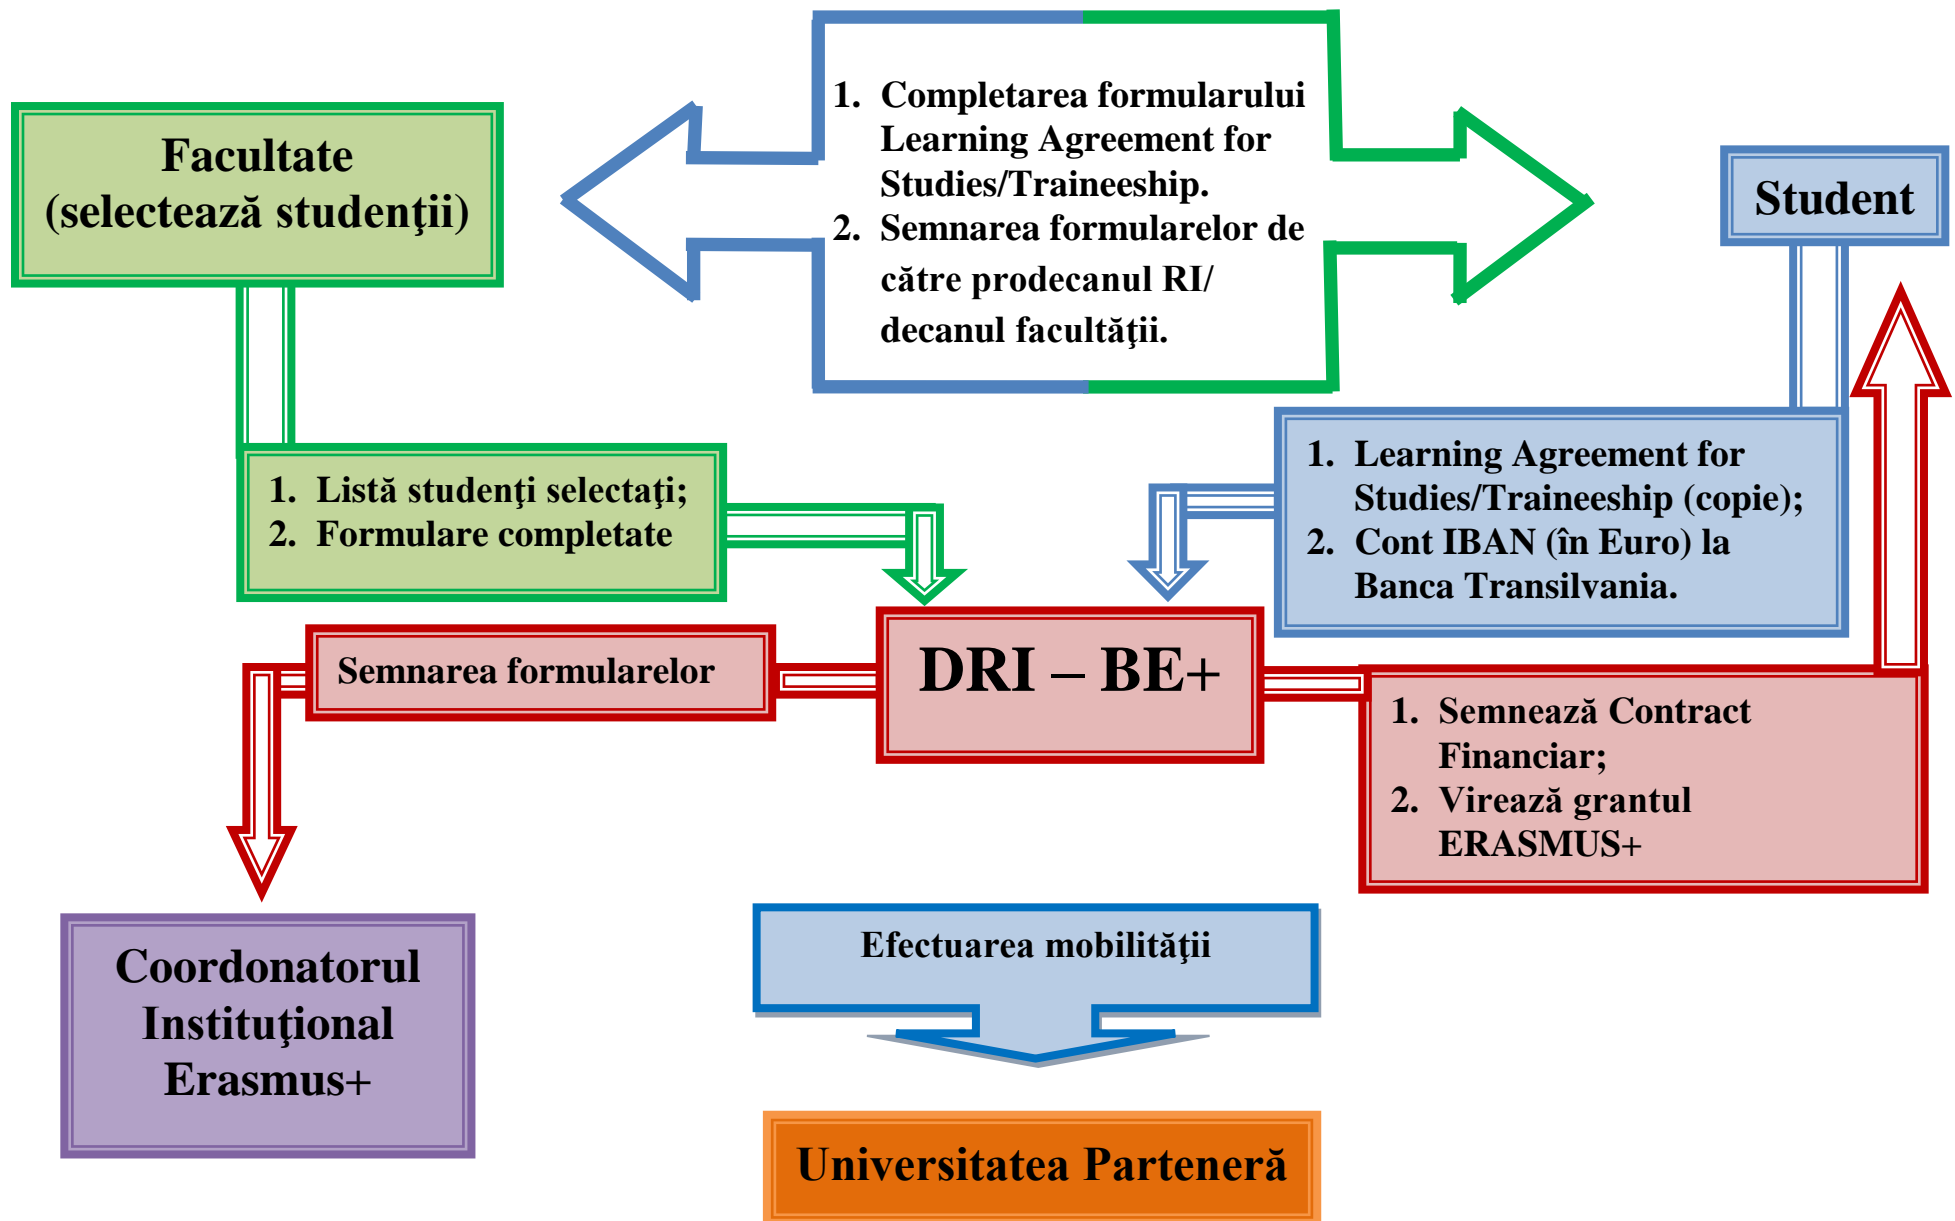 1. Completarea formularului
Learning Agreement for
Studies/Traineeship.
2. Semnarea formularelor de
către prodecanul RI/
decanul facultăţii.
Facultate
(selectează studenţii)
Student
1. Listă studenţi selectaţi;
2. Formulare completate
1. Learning Agreement for
Studies/Traineeship (copie);
2. Cont IBAN (în Euro) la
Banca Transilvania.
Semnarea formularelor
DRI – BE+
1. Semnează Contract
Financiar;
2. Virează grantul
ERASMUS+
Coordonatorul
Instituţional
Erasmus+
Efectuarea mobilităţii
Universitatea Parteneră